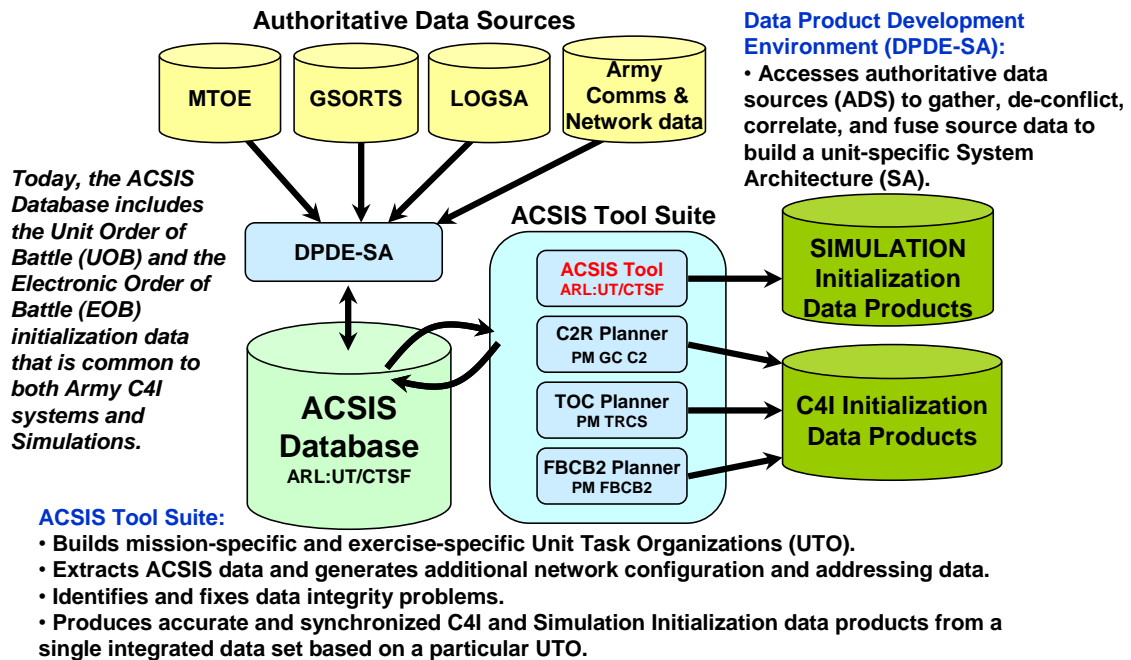 Authoritative Data Sources
MTOE
GSORTS
LOGSA
Army
Comms &
Network data
Data Product Development
Environment (DPDE-SA):
• Accesses authoritative data
sources (ADS) to gather, de-conflict,
correlate, and fuse source data to
build a unit-specific System
Architecture (SA).
Today, the ACSIS
Database includes
the Unit Order of
Battle (UOB) and the
Electronic Order of
Battle (EOB)
initialization data
that is common to
both Army C4I
systems and
Simulations.
DPDE-SA
ACSIS
Database
ARL:UT/CTSF
ACSIS Tool Suite
ACSIS Tool
ARL:UT/CTSF
C2R Planner
PM GC C2
TOC Planner
PM TRCS
FBCB2 Planner
PM FBCB2
SIMULATION
Initialization
Data Products
C4I Initialization
Data Products
ACSIS Tool Suite:
• Builds mission-specific and exercise-specific Unit Task Organizations (UTO).
• Extracts ACSIS data and generates additional network configuration and addressing data.
• Identifies and fixes data integrity problems.
• Produces accurate and synchronized C4I and Simulation Initialization data products from a
single integrated data set based on a particular UTO.